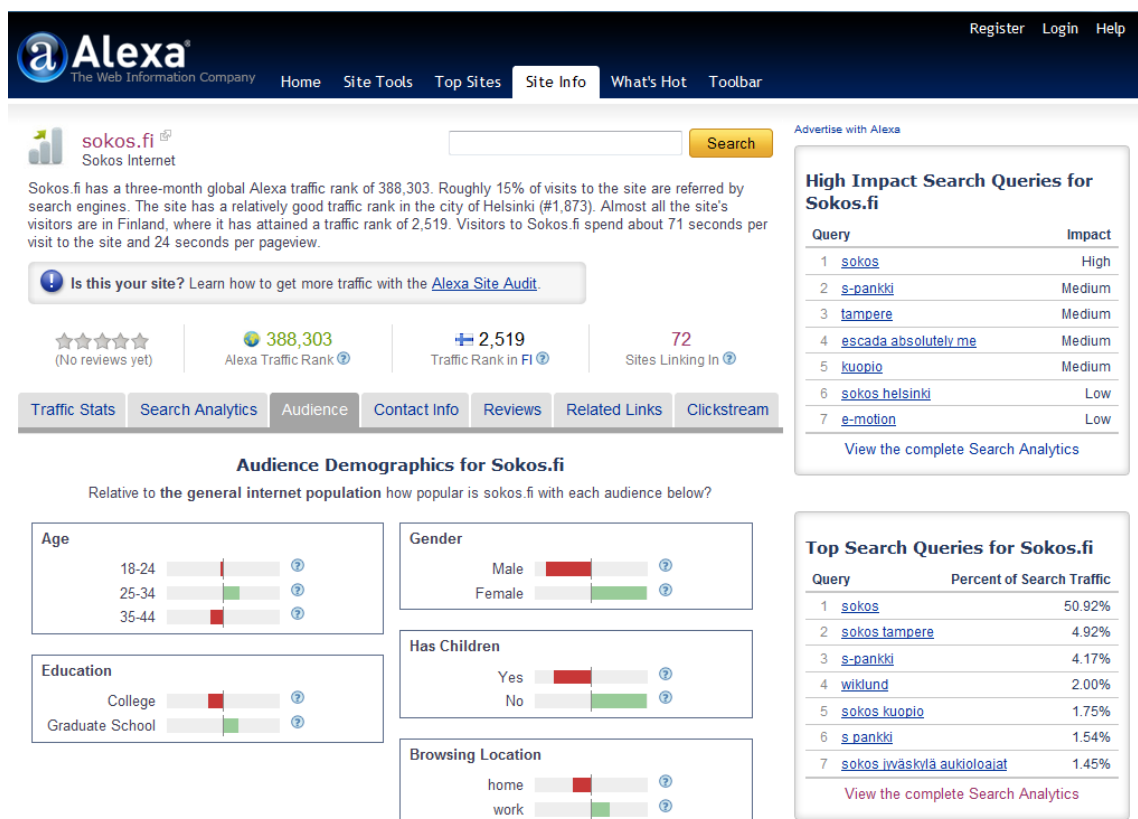 Register Login Help
a Alexa®
The Web Information Company
Home Site Tools Top Sites Site Info What's Hot Toolbar
sokos.fi
Sokos Internet
Search
Sokos.fi has a three-month global Alexa traffic rank of 388,303. Roughly 15% of visits to the site are referred by
search engines. The site has a relatively good traffic rank in the city of Helsinki (#1,873). Almost all the site's
visitors are in Finland, where it has attained a traffic rank of 2,519. Visitors to Sokos.fi spend about 71 seconds per
visit to the site and 24 seconds per pageview.
! Is this your site? Learn how to get more traffic with the Alexa Site Audit.
(No reviews yet)
388,303
Alexa Traffic Rank ?
2,519
Traffic Rank in FI ?
72
Sites Linking In ?
Traffic Stats Search Analytics Audience Contact Info Reviews Related Links Clickstream
Audience Demographics for Sokos.fi
Relative to the general internet population how popular is sokos.fi with each audience below?
Age
18-24 ?
25-34 ?
35-44 ?
Education
College ?
Graduate School ?
Gender
Male ?
Female ?
Has Children
Yes ?
No ?
Browsing Location
home ?
work ?
Advertise with Alexa
High Impact Search Queries for
Sokos.fi
Query Impact
1 sokos High
2 s-pankki Medium
3 tampere Medium
4 escada absolutely me Medium
5 kuopio Medium
6 sokos helsinki Low
7 e-motion Low
View the complete Search Analytics
Top Search Queries for Sokos.fi
Query Percent of Search Traffic
1 sokos 50.92%
2 sokos tampere 4.92%
3 s-pankki 4.17%
4 wiklund 2.00%
5 sokos kuopio 1.75%
6 s pankki 1.54%
7 sokos jyväskylä aukioloajat 1.45%
View the complete Search Analytics